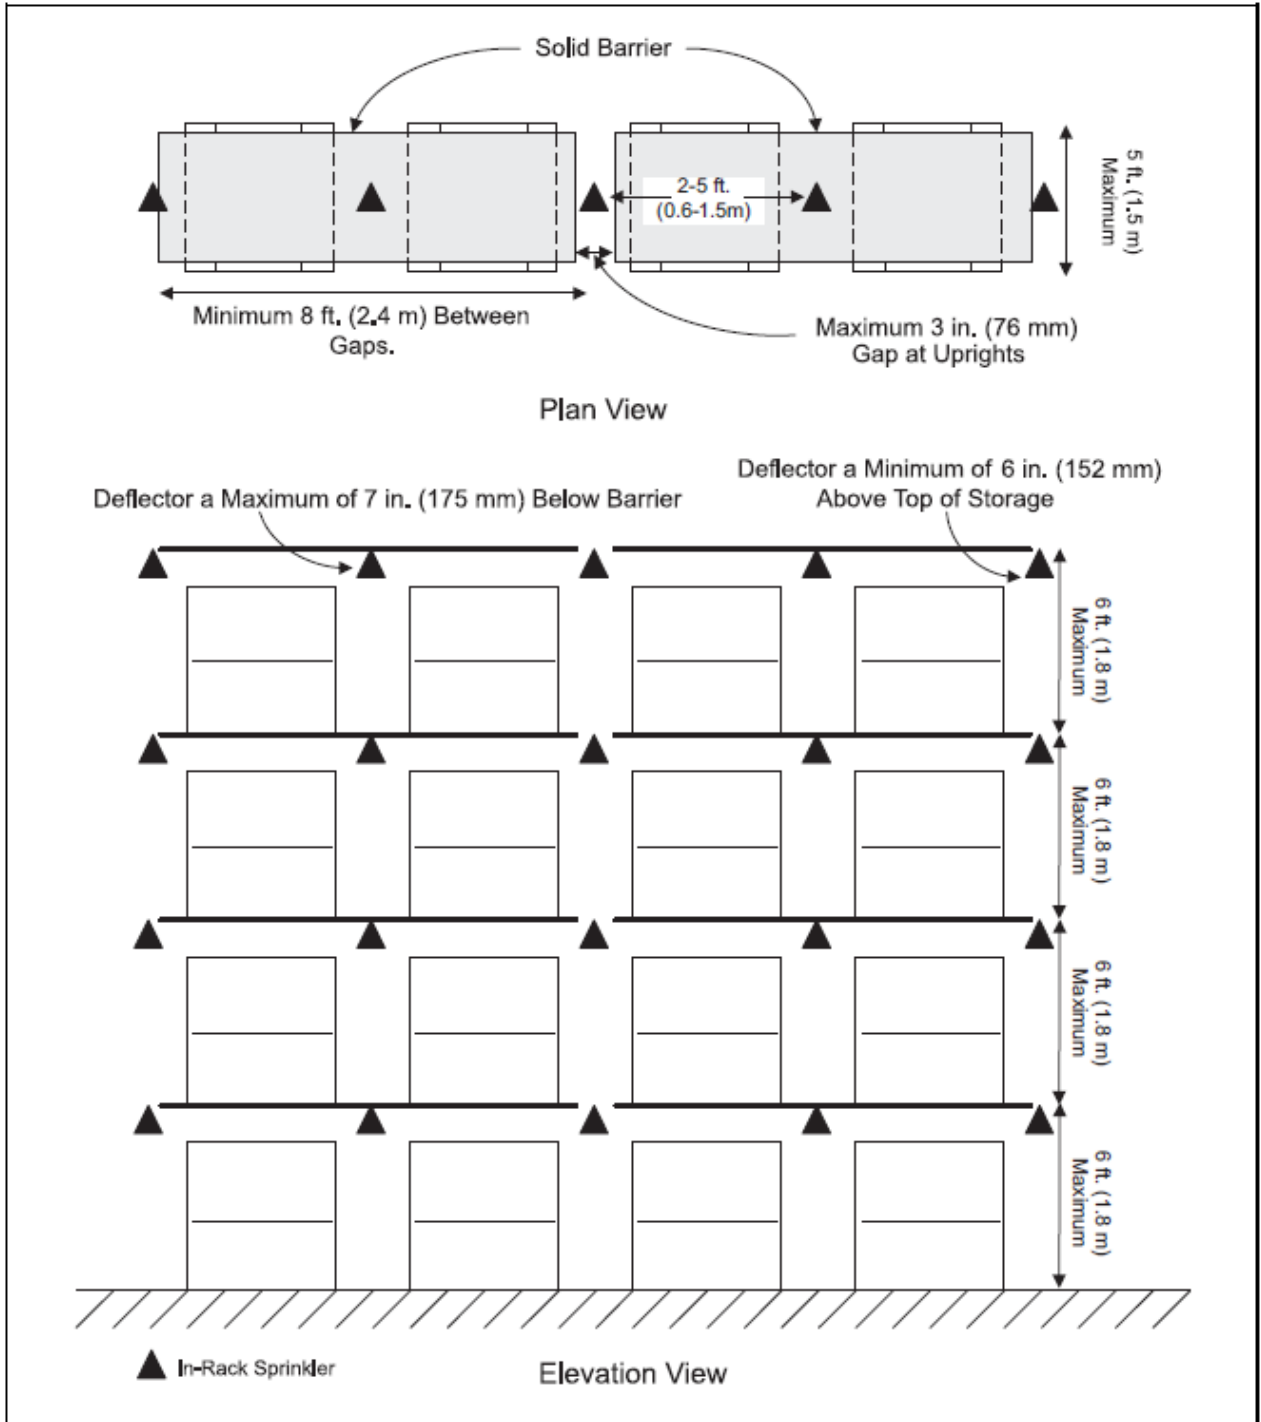 Solid Barrier
2-5 ft.
(0.6-1.5m)
5 ft. (1.5 m)
Maximum
Minimum 8 ft. (2.4 m) Between
Gaps.
Maximum 3 in. (76 mm)
Gap at Uprights
Plan View
Deflector a Minimum of 6 in. (152 mm)
Above Top of Storage
Deflector a Maximum of 7 in. (175 mm) Below Barrier
6 ft. (1.8 m)
Maximum
6 ft. (1.8 m)
Maximum
6 ft. (1.8 m)
Maximum
6 ft. (1.8 m)
Maximum
In-Rack Sprinkler
Elevation View